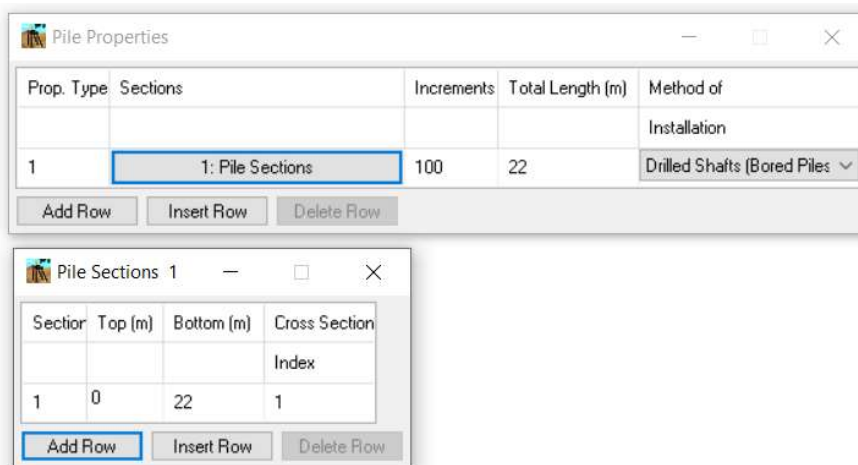 Pile Properties
Prop. Type Sections Increments Total Length (m) Method of
Installation
1 1: Pile Sections 100 22 Drilled Shafts (Bored Piles
Add Row Insert Row Delete Row
Pile Sections 1
Section Top (m) Bottom (m) Cross Section
Index
1 0 22 1
Add Row Insert Row Delete Row